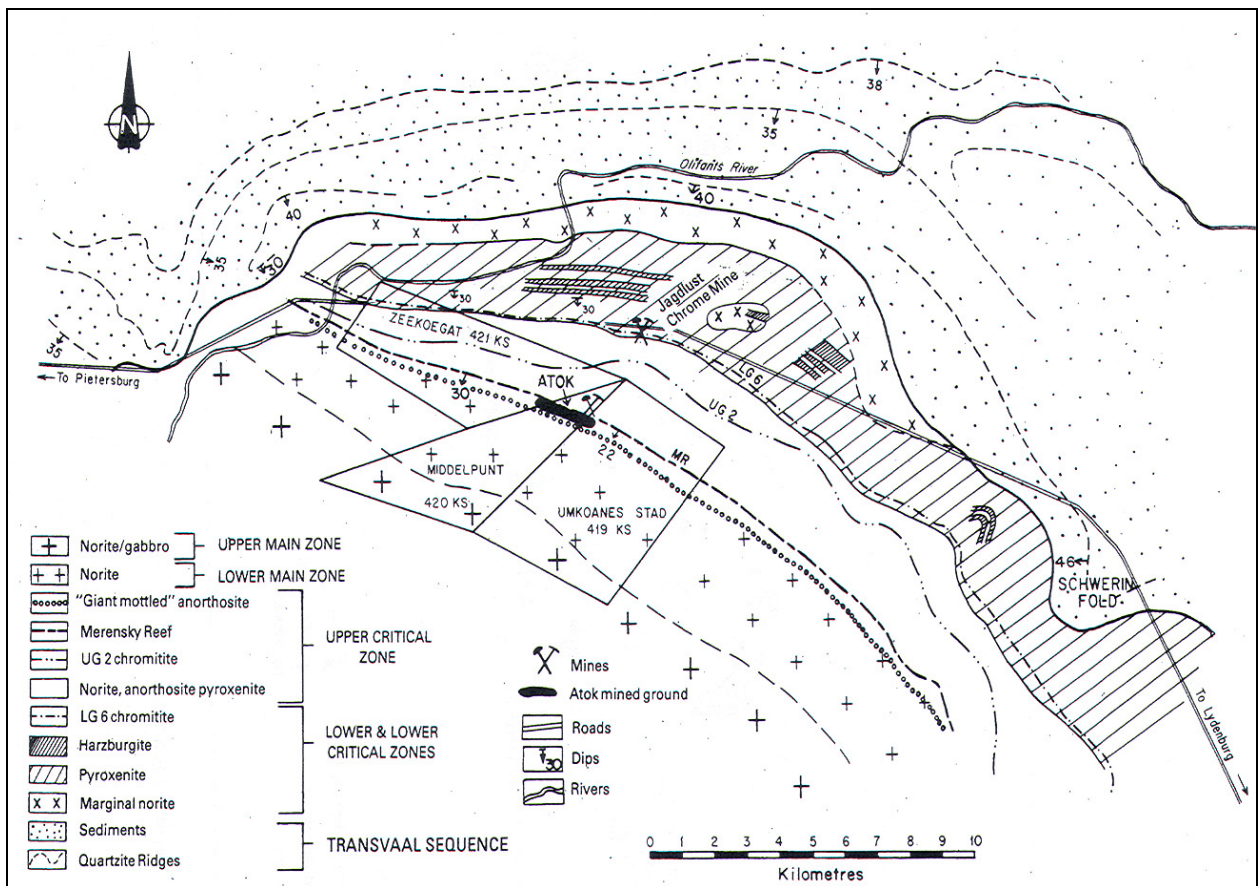 N
38
35
Olifants River
40
40
35
30
35
To Pietersburg
30
30
Jagdlust
Chrome Mine
ZEEKOEGAT 421 KS
LG 6
ATOK
30
UG 2
22
MR
MIDDELPUNT
420 KS
UMKOANES STAD
419 KS
46
SCHWERIN
FOLD
To Lydenburg
Norite/gabbro
UPPER MAIN ZONE
Norite
LOWER MAIN ZONE
"Giant mottled" anorthosite
Merensky Reef
UPPER CRITICAL
ZONE
UG 2 chromitite
Norite, anorthosite pyroxenite
LG 6 chromitite
Harzburgite
LOWER & LOWER
CRITICAL ZONES
Pyroxenite
Marginal norite
Sediments
TRANSVAAL SEQUENCE
Quartzite Ridges
Mines
Atok mined ground
Roads
30
Dips
Rivers
0 1 2 3 4 5 6 7 8 9 10
Kilometres